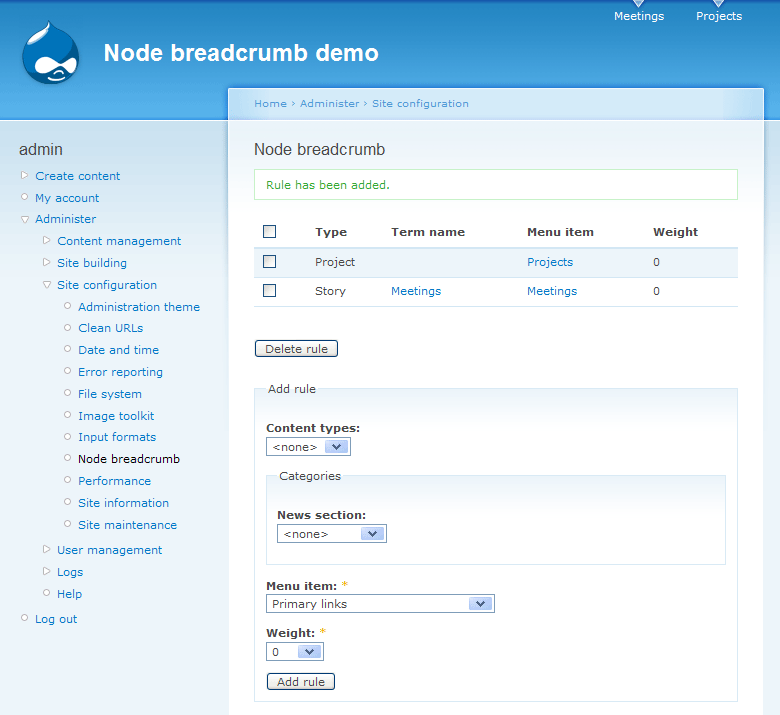 Meetings Projects
Node breadcrumb demo
Home › Administer › Site configuration
admin
Create content
My account
Administer
Content management
Site building
Site configuration
Administration theme
Clean URLs
Date and time
Error reporting
File system
Image toolkit
Input formats
Node breadcrumb
Performance
Site information
Site maintenance
User management
Logs
Help
Log out
Node breadcrumb
Rule has been added.
Type Term name Menu item Weight
Project Projects 0
Story Meetings Meetings 0
Delete rule
Add rule
Content types:
<none>
Categories
News section:
<none>
Menu item: *
Primary links
Weight: *
0
Add rule